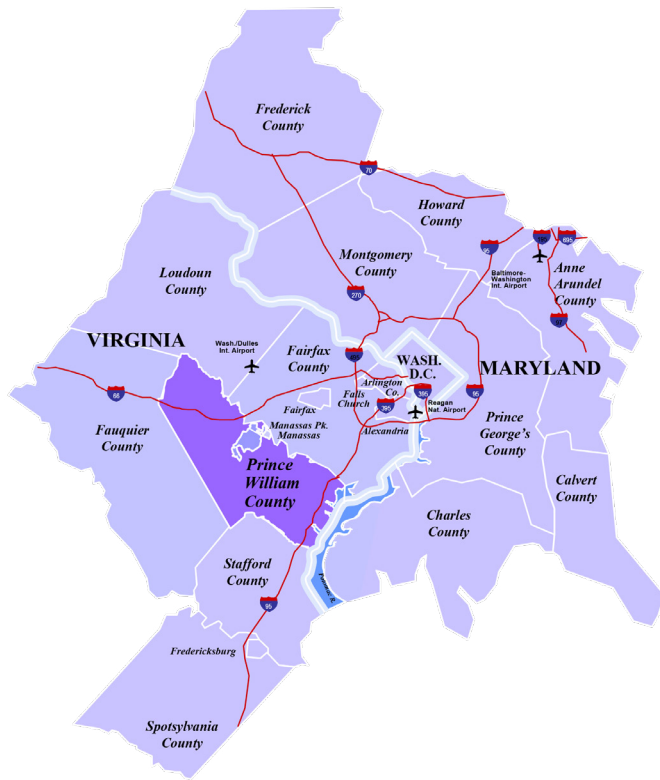 Frederick
County
70
Howard
County
95
195
695
Montgomery
County
Baltimore-
Washington
Int. Airport
Anne
Arundel
County
Loudoun
County
270
97
VIRGINIA
Wash./Dulles
Int. Airport
Fairfax
County
495
WASH.
D.C.
MARYLAND
Arlington
Co.
Falls
Church
66
395
395
95
Reagan
Nat. Airport
Fairfax
Manassas Pk.
Manassas
Alexandria
Fauquier
County
Prince
George's
County
Prince
William
County
Calvert
County
Charles
County
Stafford
County
Potomac R.
95
Fredericksburg
Spotsylvania
County